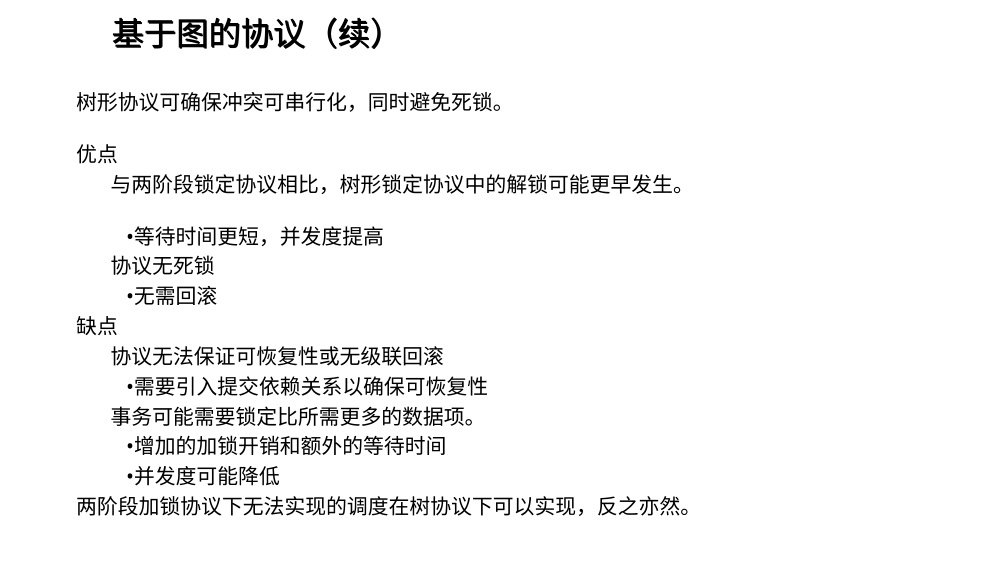 基于图的协议（续）
树形协议可确保冲突可串行化，同时避免死锁。
优点
与两阶段锁定协议相比，树形锁定协议中的解锁可能更早发生。
•等待时间更短，并发度提高
协议无死锁
•无需回滚
缺点
协议无法保证可恢复性或无级联回滚
•需要引入提交依赖关系以确保可恢复性
事务可能需要锁定比所需更多的数据项。
•增加的加锁开销和额外的等待时间
•并发度可能降低
两阶段加锁协议下无法实现的调度在树协议下可以实现，反之亦然。